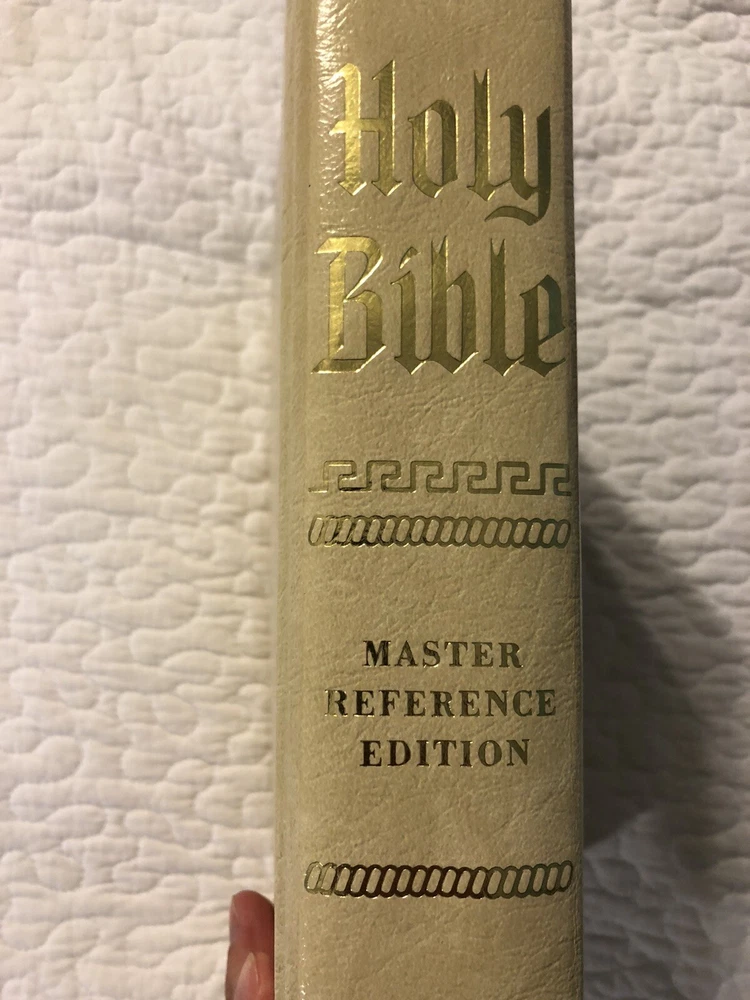 Holy
Bible
MASTER
REFERENCE
EDITION